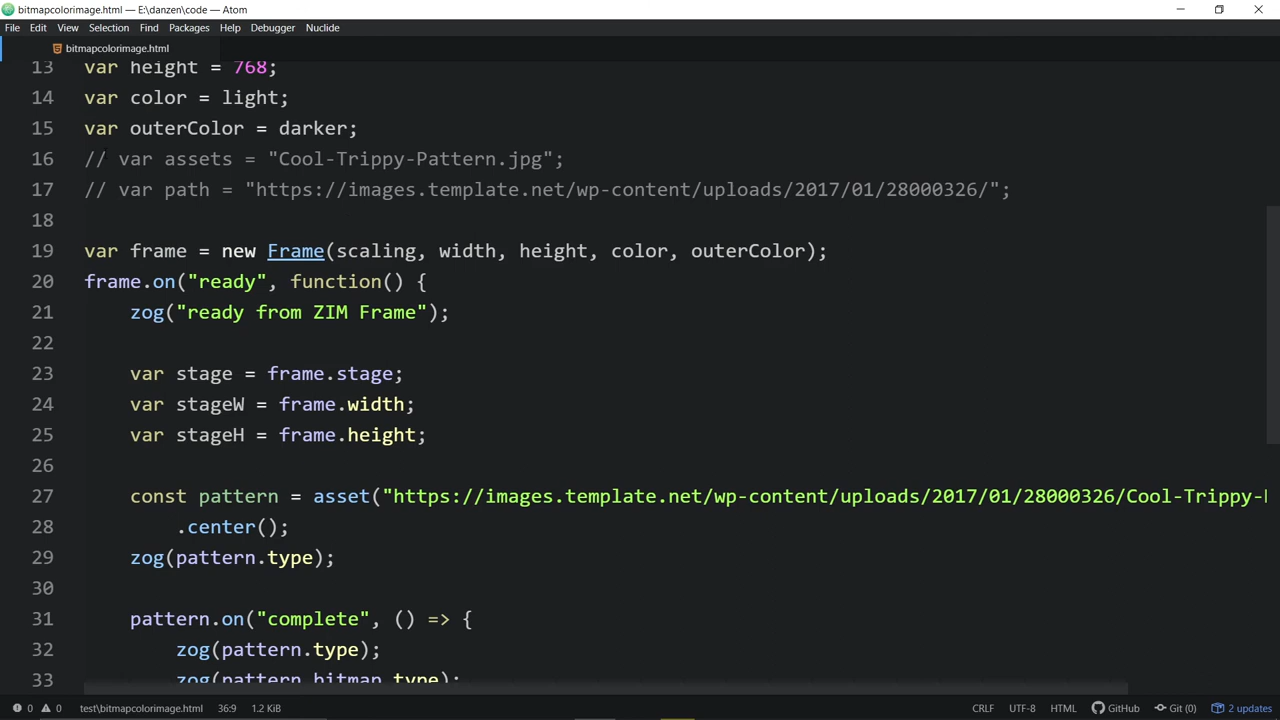 bitmapcolorimage.html — E:\danzen\code — Atom
File Edit View Selection Find Packages Help Debugger Nuclide
bitmapcolorimage.html
13 var height = 768;
14 var color = light;
15 var outerColor = darker;
16 // var assets = "Cool-Trippy-Pattern.jpg";
17 // var path = "https://images.template.net/wp-content/uploads/2017/01/28000326/";
18
19 var frame = new Frame(scaling, width, height, color, outerColor);
20 frame.on("ready", function() {
21 zog("ready from ZIM Frame");
22
23 var stage = frame.stage;
24 var stageW = frame.width;
25 var stageH = frame.height;
26
27 const pattern = asset("https://images.template.net/wp-content/uploads/2017/01/28000326/Cool-Trippy-
28 .center();
29 zog(pattern.type);
30
31 pattern.on("complete", () => {
32 zog(pattern.type);
33 zog(pattern.bitmap.type);
0 0 test\bitmapcolorimage.html 36:9 1.2 KiB CRLF UTF-8 HTML GitHub Git (0) 2 updates